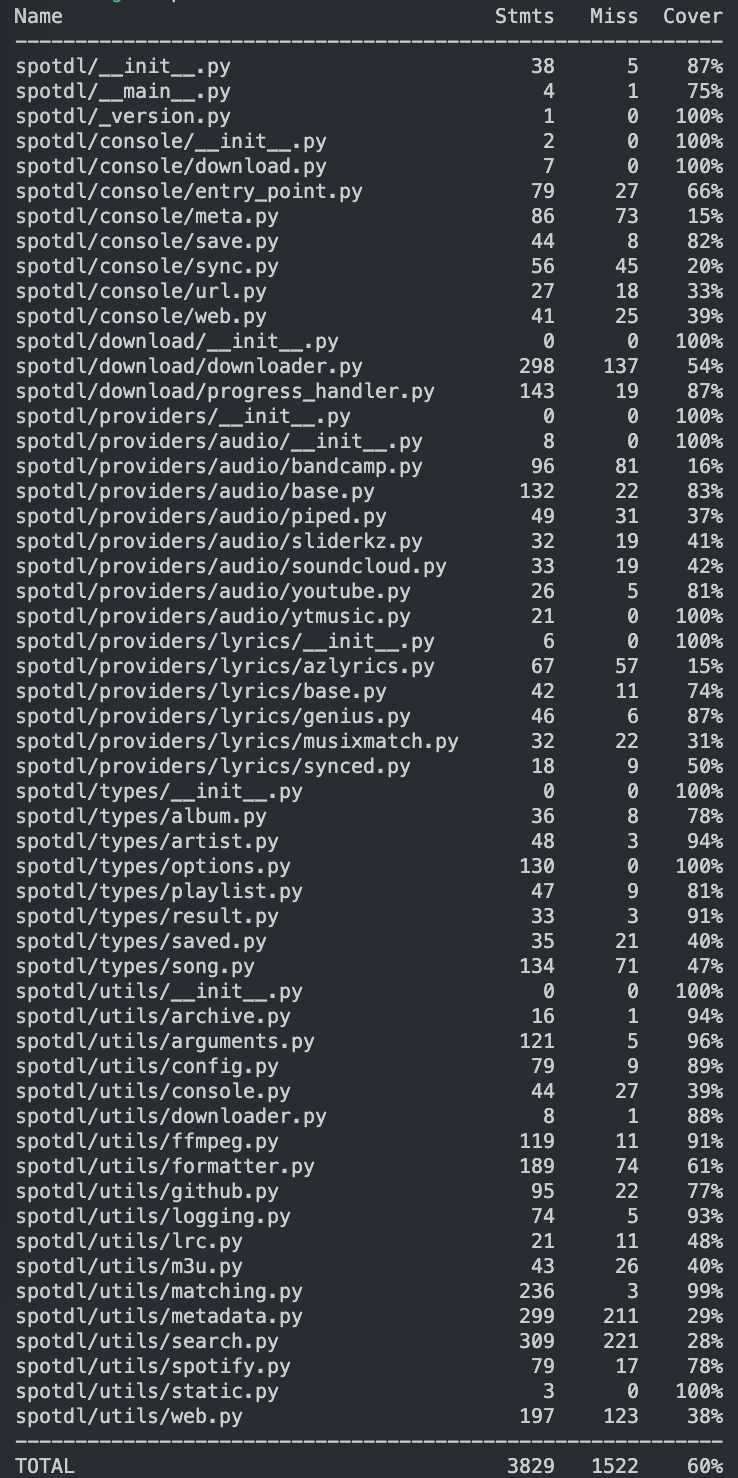 Name Stmts Miss Cover
spotdl/__init__.py 38 5 87%
spotdl/__main__.py 4 1 75%
spotdl/_version.py 1 0 100%
spotdl/console/__init__.py 2 0 100%
spotdl/console/download.py 7 0 100%
spotdl/console/entry_point.py 79 27 66%
spotdl/console/meta.py 86 73 15%
spotdl/console/save.py 44 8 82%
spotdl/console/sync.py 56 45 20%
spotdl/console/url.py 27 18 33%
spotdl/console/web.py 41 25 39%
spotdl/download/__init__.py 0 0 100%
spotdl/download/downloader.py 298 137 54%
spotdl/download/progress_handler.py 143 19 87%
spotdl/providers/__init__.py 0 0 100%
spotdl/providers/audio/__init__.py 8 0 100%
spotdl/providers/audio/bandcamp.py 96 81 16%
spotdl/providers/audio/base.py 132 22 83%
spotdl/providers/audio/piped.py 49 31 37%
spotdl/providers/audio/sliderkz.py 32 19 41%
spotdl/providers/audio/soundcloud.py 33 19 42%
spotdl/providers/audio/youtube.py 26 5 81%
spotdl/providers/audio/ytmusic.py 21 0 100%
spotdl/providers/lyrics/__init__.py 6 0 100%
spotdl/providers/lyrics/azlyrics.py 67 57 15%
spotdl/providers/lyrics/base.py 42 11 74%
spotdl/providers/lyrics/genius.py 46 6 87%
spotdl/providers/lyrics/musixmatch.py 32 22 31%
spotdl/providers/lyrics/synced.py 18 9 50%
spotdl/types/__init__.py 0 0 100%
spotdl/types/album.py 36 8 78%
spotdl/types/artist.py 48 3 94%
spotdl/types/options.py 130 0 100%
spotdl/types/playlist.py 47 9 81%
spotdl/types/result.py 33 3 91%
spotdl/types/saved.py 35 21 40%
spotdl/types/song.py 134 71 47%
spotdl/utils/__init__.py 0 0 100%
spotdl/utils/archive.py 16 1 94%
spotdl/utils/arguments.py 121 5 96%
spotdl/utils/config.py 79 9 89%
spotdl/utils/console.py 44 27 39%
spotdl/utils/downloader.py 8 1 88%
spotdl/utils/ffmpeg.py 119 11 91%
spotdl/utils/formatter.py 189 74 61%
spotdl/utils/github.py 95 22 77%
spotdl/utils/logging.py 74 5 93%
spotdl/utils/lrc.py 21 11 48%
spotdl/utils/m3u.py 43 26 40%
spotdl/utils/matching.py 236 3 99%
spotdl/utils/metadata.py 299 211 29%
spotdl/utils/search.py 309 221 28%
spotdl/utils/spotify.py 79 17 78%
spotdl/utils/static.py 3 0 100%
spotdl/utils/web.py 197 123 38%
TOTAL 3829 1522 60%